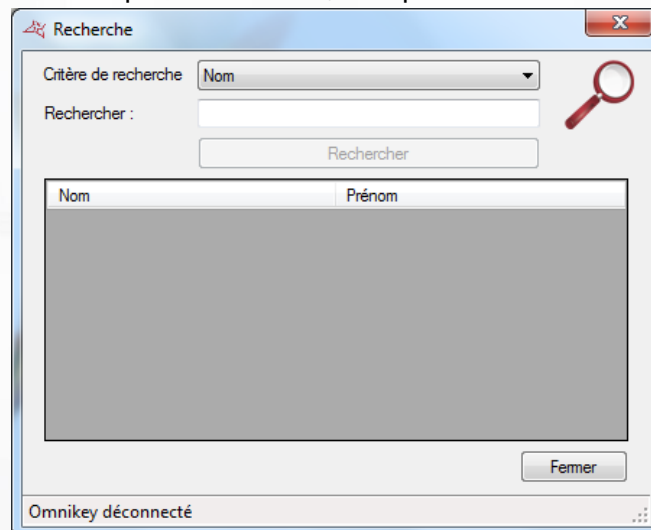 Recherche
Critère de recherche Nom
Rechercher :
Rechercher
Nom Prénom
Fermer
Omnikey déconnecté